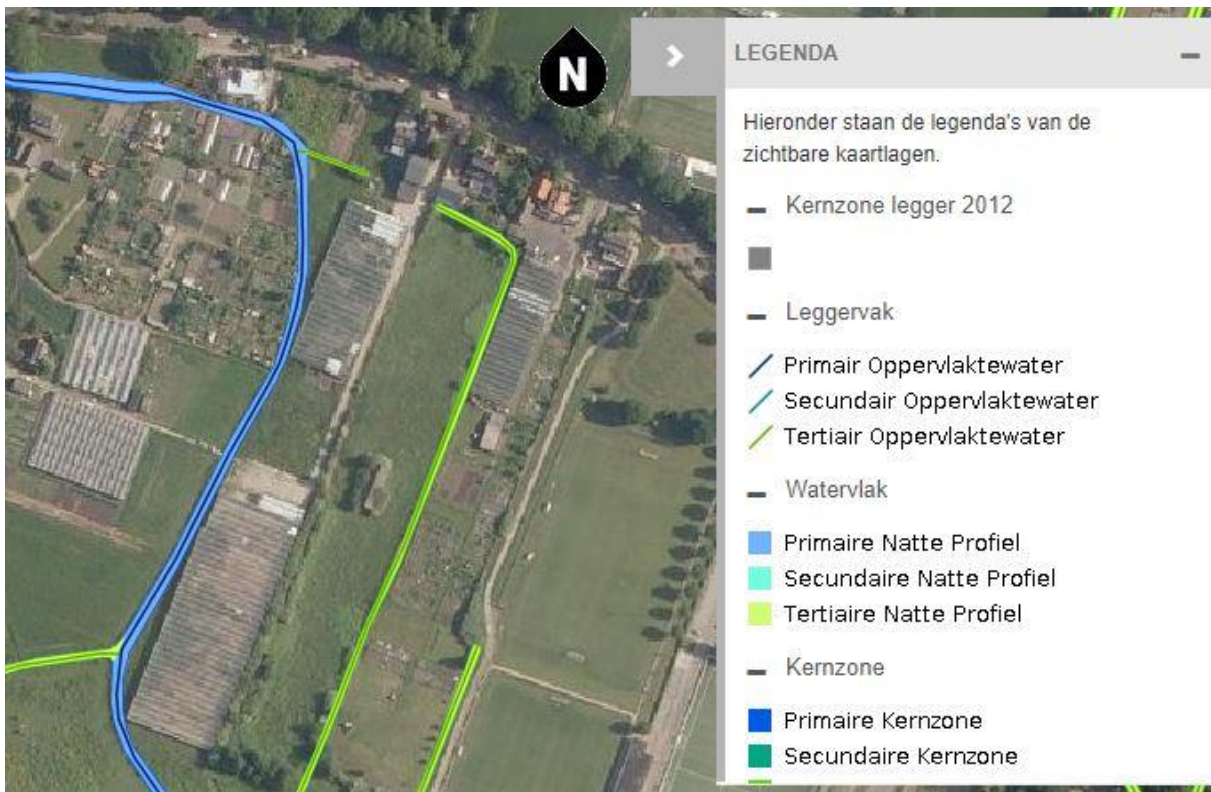 N
LEGENDA
Hieronder staan de legenda's van de
zichtbare kaartlagen.
Kernzone legger 2012
Leggervak
Primair Oppervlaktewater
Secundair Oppervlaktewater
Tertiair Oppervlaktewater
Watervlak
Primaire Natte Profiel
Secundaire Natte Profiel
Tertiaire Natte Profiel
Kernzone
Primaire Kernzone
Secundaire Kernzone